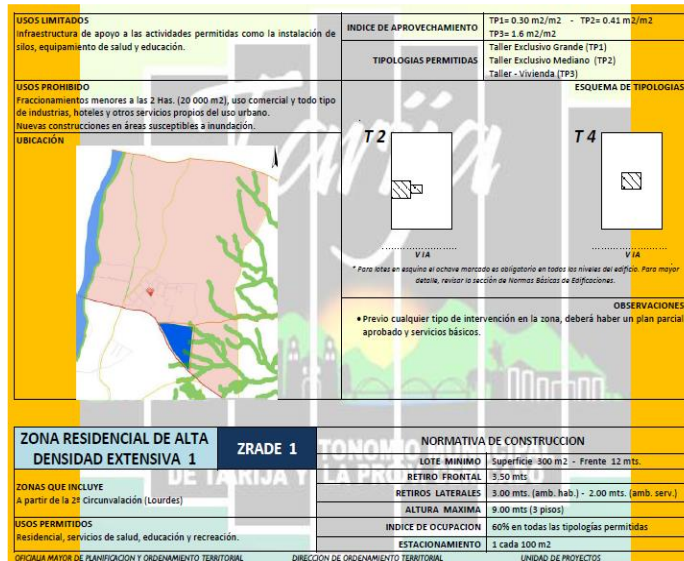 USOS LIMITADOS
Infraestructura de apoyo a las actividades permitidas como la instalación de
silos, equipamiento de salud y educación.
INDICE DE APROVECHAMIENTO
TP1= 0.30 m2/m2 - TP2= 0.41 m2/m2
TP3= 1.6 m2/m2
TIPOLOGIAS PERMITIDAS
Taller Exclusivo Grande (TP1)
Taller Exclusivo Mediano (TP2)
Taller - Vivienda (TP3)
USOS PROHIBIDO
Fraccionamientos menores a las 2 Has. (20 000 m2), uso comercial y todo tipo
de industrias, hoteles y otros servicios propios del uso urbano.
Nuevas construcciones en áreas susceptibles a inundación.
UBICACIÓN
ESQUEMA DE TIPOLOGIAS
T 2
T 4
VIA
VIA
* Para lotes en esquina el ochave marcado es obligatorio en todos los niveles del edificio. Para mayor
detalle, revisar la sección de Normas Básicas de Edificaciones.
OBSERVACIONES
• Previo cualquier tipo de intervención en la zona, deberá haber un plan parcial
aprobado y servicios básicos.
Tarija
ZONA RESIDENCIAL DE ALTA
DENSIDAD EXTENSIVA 1
ZRADE 1
NORMATIVA DE CONSTRUCCION
LOTE MINIMO
Superficie 300 m2 - Frente 12 mts.
RETIRO FRONTAL
3.50 mts
ZONAS QUE INCLUYE
A partir de la 2ª Circunvalación (Lourdes)
RETIROS LATERALES
3.00 mts. (amb. hab.) - 2.00 mts. (amb. serv.)
ALTURA MAXIMA
9.00 mts (3 pisos)
USOS PERMITIDOS
Residencial, servicios de salud, educación y recreación.
INDICE DE OCUPACION
60% en todas las tipologías permitidas
ESTACIONAMIENTO
1 cada 100 m2
OFICIALIA MAYOR DE PLANIFICACION Y ORDENAMIENTO TERRITORIAL
DIRECCION DE ORDENAMIENTO TERRITORIAL
UNIDAD DE PROYECTOS